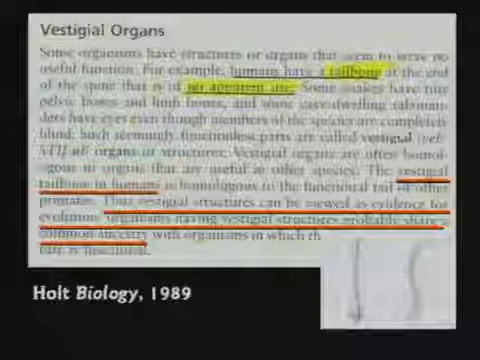 Vestigial Organs
Some organisms have structures or organs that seem to serve no
useful function. For example, humans have a tailbone at the end
of the spine that is of no apparent use. Some snakes have tiny
pelvic bones and limb bones, and some cave-dwelling salaman-
ders have eyes even though members of the species are completely
blind. Such seemingly functionless parts are called vestigial (ves-
TIJ-ul) organs or structures. Vestigial organs are often homol-
ogous to organs that are useful in other species. The vestigial
tailbone in humans is homologous to the functional tail of other
primates. Thus vestigial structures can be viewed as evidence for
evolution: organisms having vestigial structures probably share a
common ancestry with organisms in which th
ture is functional.
Holt Biology, 1989